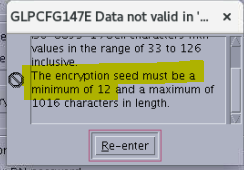 GLPCFG147E Data not valid in '...
values in the range of 33 to 126
inclusive.
The encryption seed must be a
minimum of 12 and a maximum of
1016 characters in length.
Re-enter